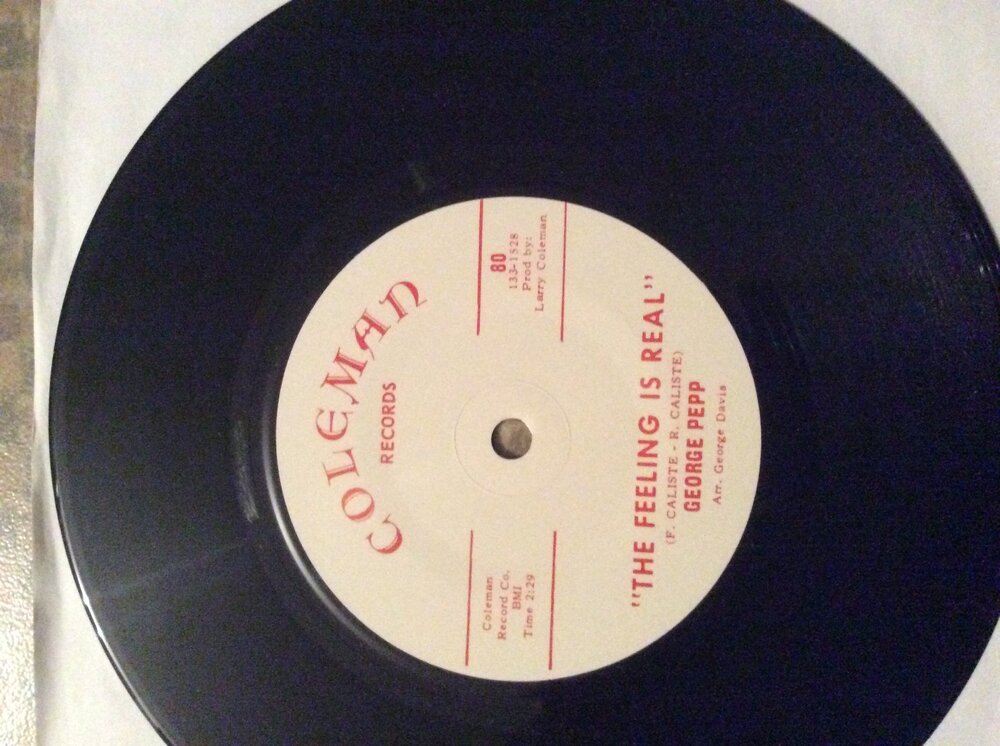 COLEMAN
RECORDS
Coleman
Record Co.
BMI
Time 2:29
80
133-1528
Prod by:
Larry Coleman
"THE FEELING IS REAL"
(F. CALISTE - R. CALISTE)
GEORGE PEPP
Arr. George Davis